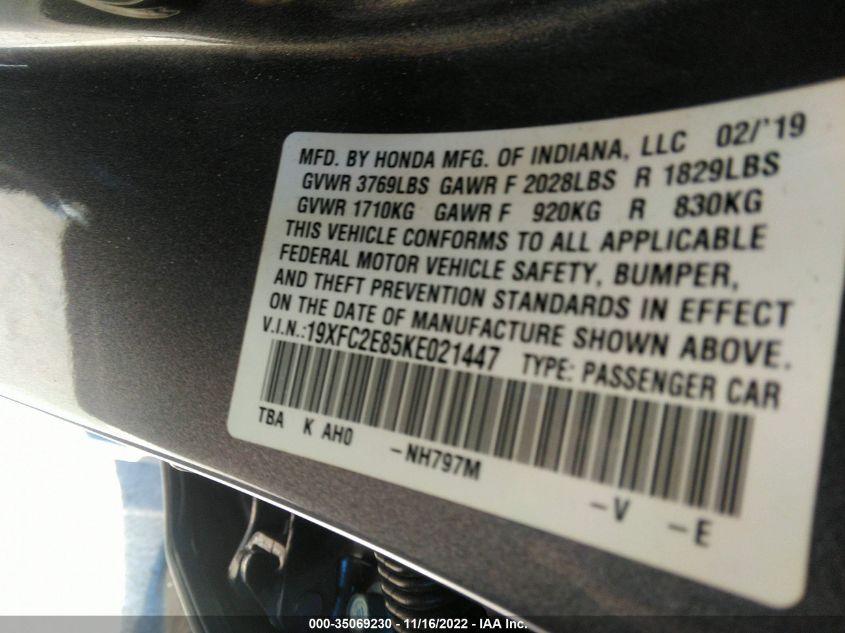 MFD. BY HONDA MFG. OF INDIANA, LLC 02/'19
GVWR 3769LBS GAWR F 2028LBS R 1829LBS
GVWR 1710KG GAWR F 920KG R 830KG
THIS VEHICLE CONFORMS TO ALL APPLICABLE
FEDERAL MOTOR VEHICLE SAFETY, BUMPER,
AND THEFT PREVENTION STANDARDS IN EFFECT
ON THE DATE OF MANUFACTURE SHOWN ABOVE.
V.I.N.:19XFC2E85KE021447 TYPE: PASSENGER CAR
TBA K AH0 -NH797M -V -E
000-35069230 - 11/16/2022 - IAA Inc.